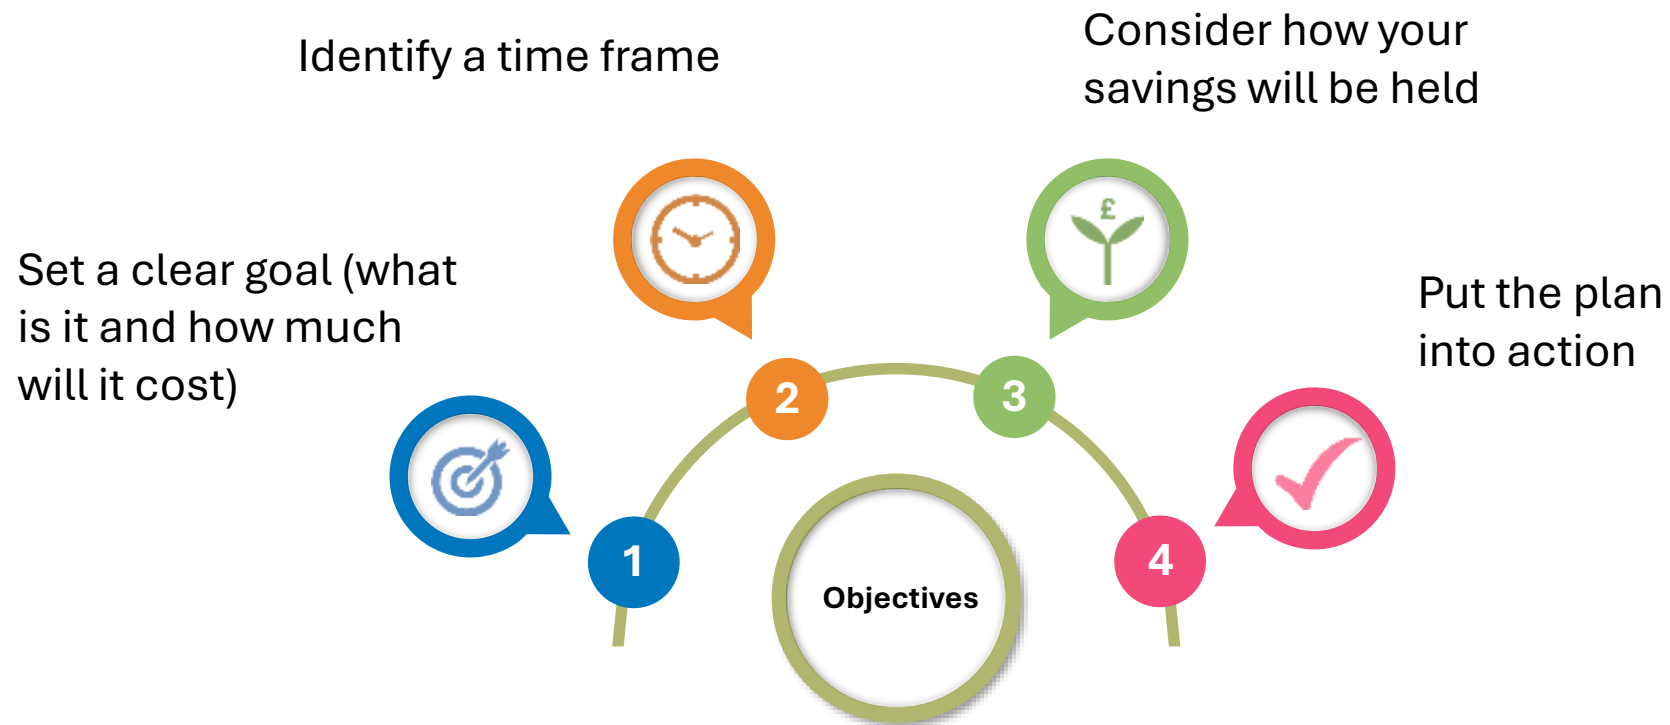 Identify a time frame
Consider how your
savings will be held
Set a clear goal (what
is it and how much
will it cost)
£
Put the plan
into action
2
3
1
4
Objectives